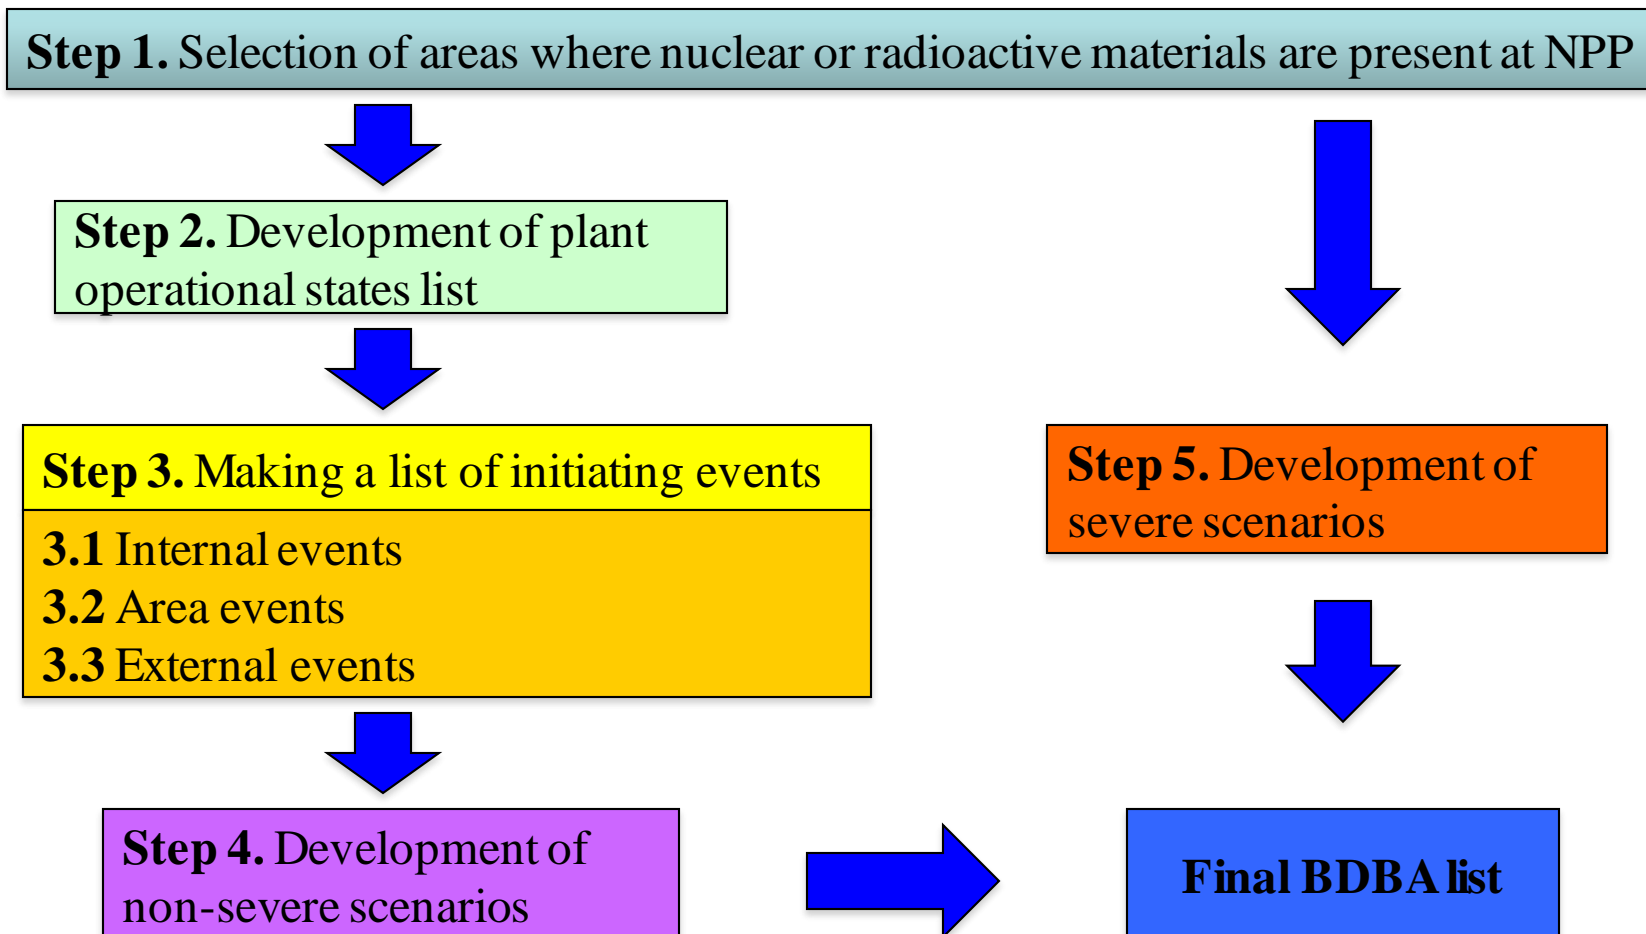 Step 1. Selection of areas where nuclear or radioactive materials are present at NPP
Step 2. Development of plant
operational states list
Step 3. Making a list of initiating events
3.1 Internal events
3.2 Area events
3.3 External events
Step 4. Development of
non-severe scenarios
Step 5. Development of
severe scenarios
Final BDBA list